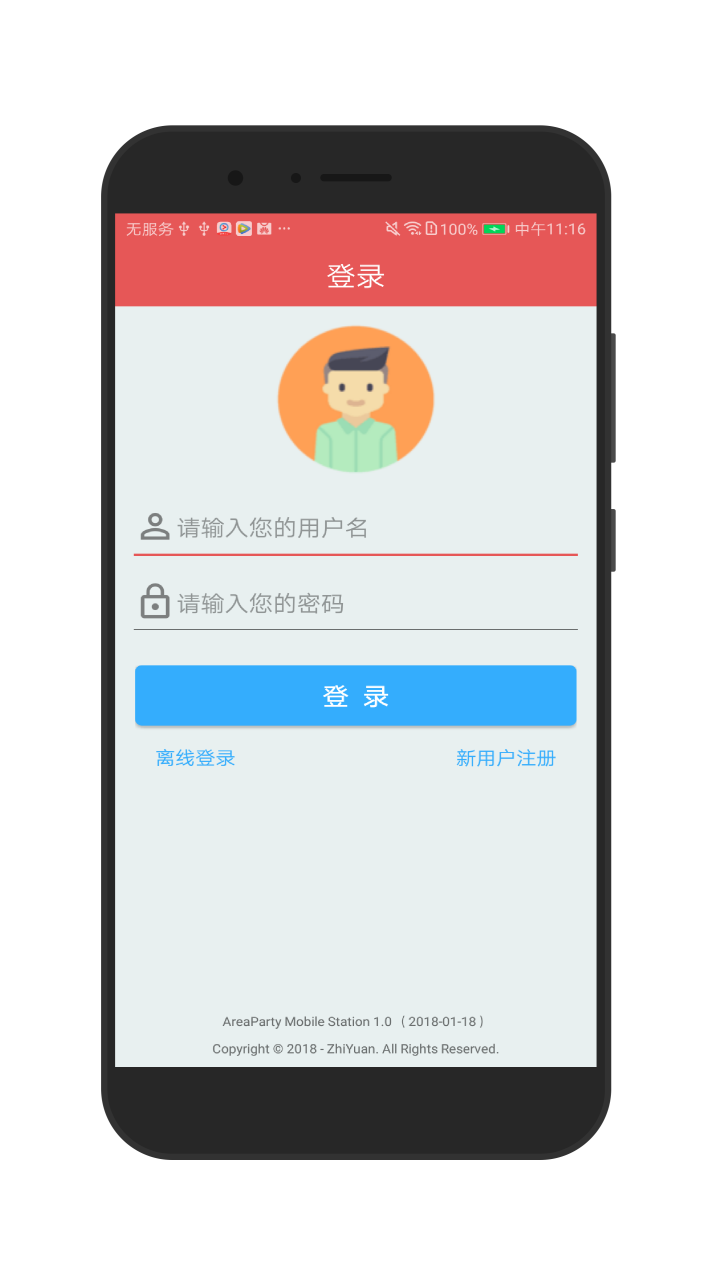 无服务 100% 中午11:16
登录
请输入您的用户名
请输入您的密码
登 录
离线登录 新用户注册
AreaParty Mobile Station 1.0 ( 2018-01-18 )
Copyright © 2018 - ZhiYuan. All Rights Reserved.